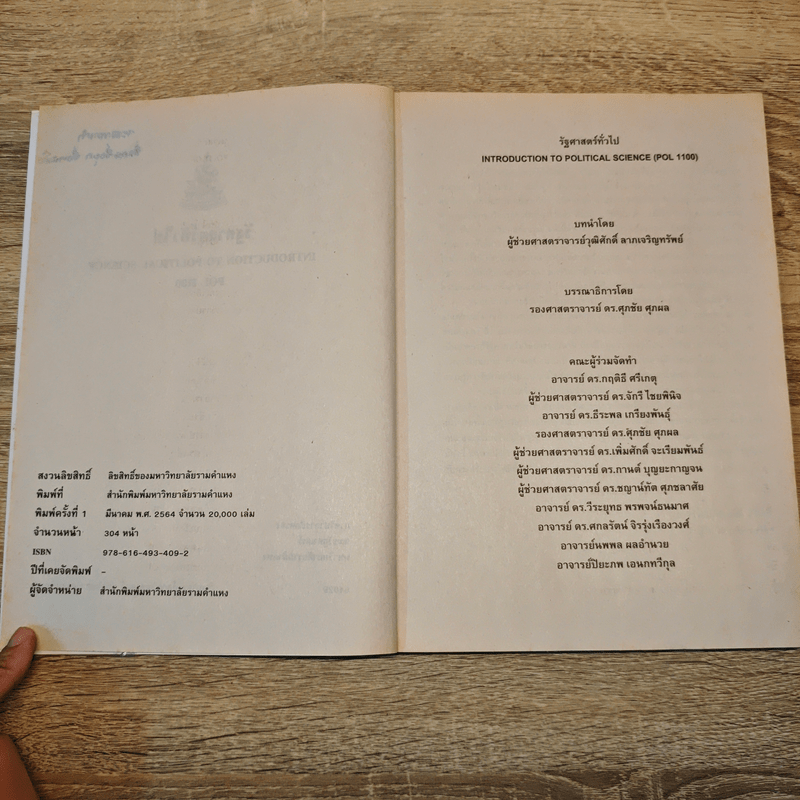 สงวนลิขสิทธิ์ ลิขสิทธิ์ของมหาวิทยาลัยรามคำแหง
พิมพ์ที่ สำนักพิมพ์มหาวิทยาลัยรามคำแหง
พิมพ์ครั้งที่ 1 มีนาคม พ.ศ. 2564 จำนวน 20,000 เล่ม
จำนวนหน้า 304 หน้า
ISBN 978-616-493-409-2
ปีที่เคยจัดพิมพ์ –
ผู้จัดจำหน่าย สำนักพิมพ์มหาวิทยาลัยรามคำแหง
รัฐศาสตร์ทั่วไป
INTRODUCTION TO POLITICAL SCIENCE (POL 1100)
บทนำโดย
ผู้ช่วยศาสตราจารย์วุฒิศักดิ์ ลาภเจริญทรัพย์
บรรณาธิการโดย
รองศาสตราจารย์ ดร.ศุภชัย ศุภผล
คณะผู้ร่วมจัดทำ
อาจารย์ ดร.กฤติธี ศรีเกตุ
ผู้ช่วยศาสตราจารย์ ดร.จักรี ไชยพินิจ
อาจารย์ ดร.ธีระพล เกรียงพันธุ์
รองศาสตราจารย์ ดร.ศุภชัย ศุภผล
ผู้ช่วยศาสตราจารย์ ดร.เพิ่มศักดิ์ จะเรียมพันธ์
ผู้ช่วยศาสตราจารย์ ดร.กานต์ บุญยะกาญจน
ผู้ช่วยศาสตราจารย์ ดร.ชญาน์ทัต ศุภชลาศัย
อาจารย์ ดร.วีระยุทธ พรพจน์ธนมาศ
อาจารย์ ดร.ศกลรัตน์ จิรรุ่งเรืองวงศ์
อาจารย์นพพล ผลอำนวย
อาจารย์ปิยะภพ เอนกทวีกุล